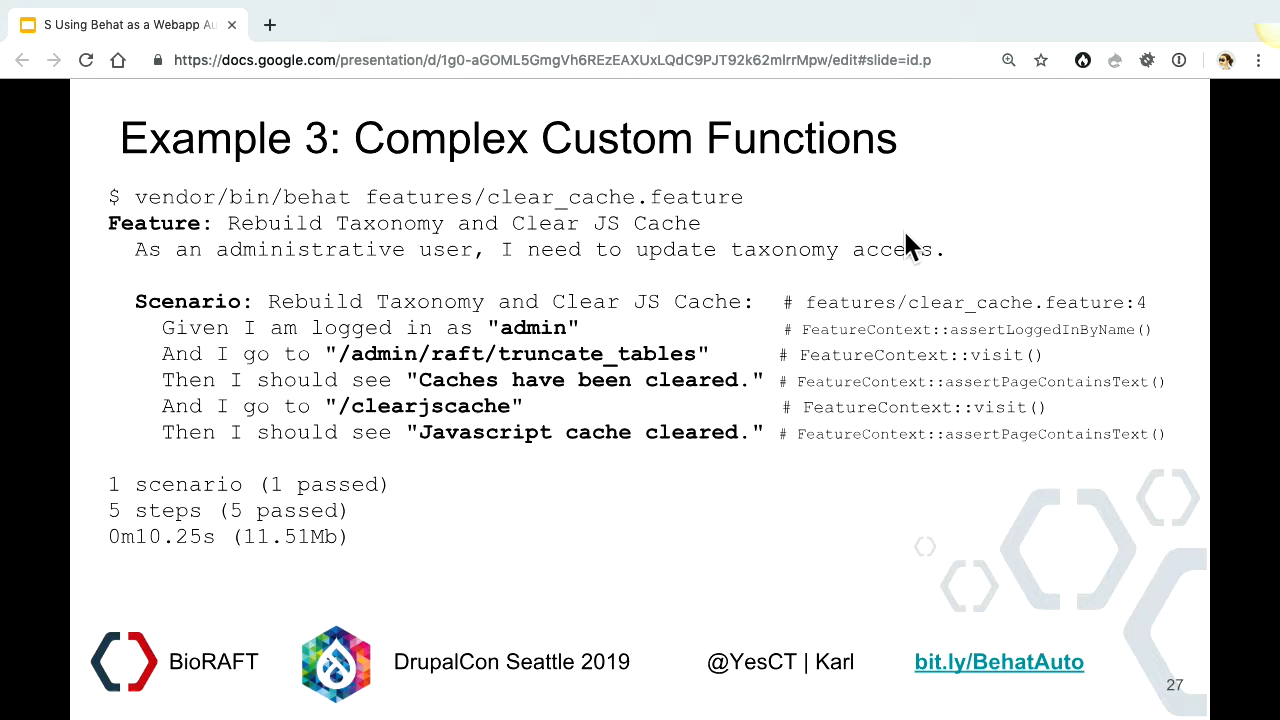 S Using Behat as a Webapp Au
https://docs.google.com/presentation/d/1g0-aGOML5GmgVh6REzEAXUxLQdC9PJT92k62mlrrMpw/edit#slide=id.p
Example 3: Complex Custom Functions
$ vendor/bin/behat features/clear_cache.feature
Feature: Rebuild Taxonomy and Clear JS Cache
As an administrative user, I need to update taxonomy access.
Scenario: Rebuild Taxonomy and Clear JS Cache: # features/clear_cache.feature:4
Given I am logged in as "admin" # FeatureContext::assertLoggedInByName()
And I go to "/admin/raft/truncate_tables" # FeatureContext::visit()
Then I should see "Caches have been cleared." # FeatureContext::assertPageContainsText()
And I go to "/clearjscache" # FeatureContext::visit()
Then I should see "Javascript cache cleared." # FeatureContext::assertPageContainsText()
1 scenario (1 passed)
5 steps (5 passed)
0m10.25s (11.51Mb)
BioRAFT DrupalCon Seattle 2019 @YesCT | Karl bit.ly/BehatAuto
27